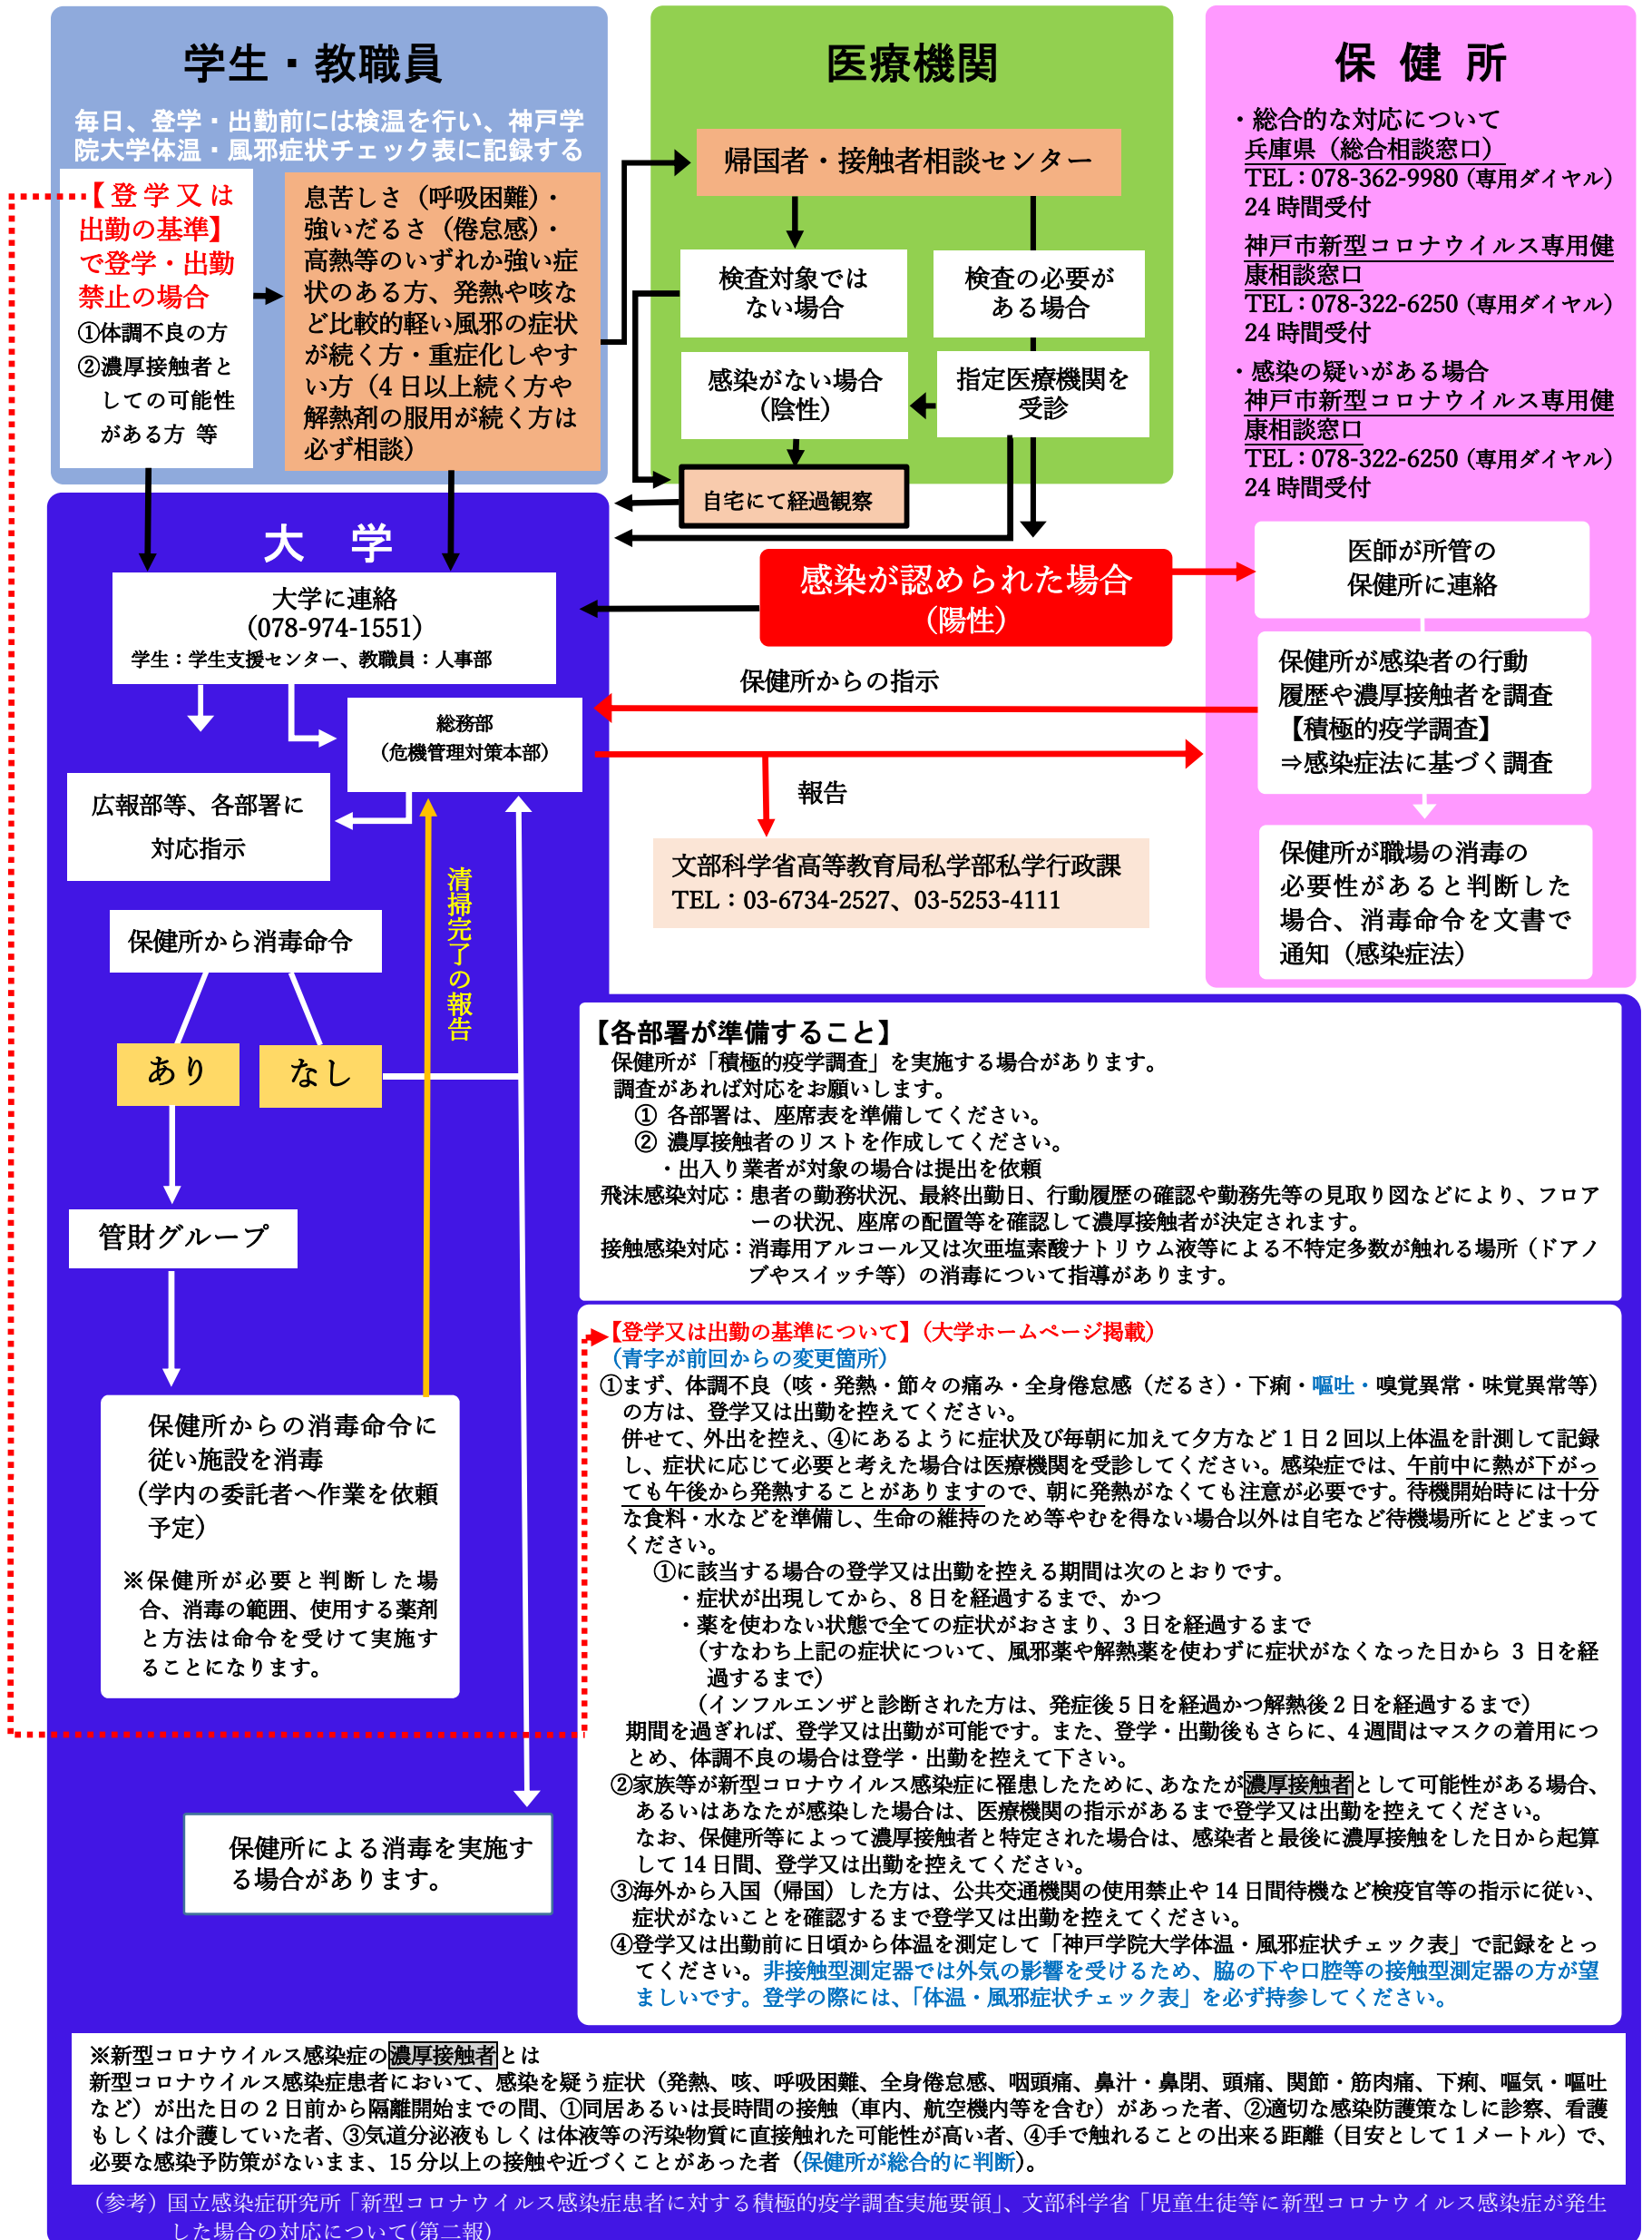 学生・教職員
毎日、登学・出勤前には検温を行い、神戸学
院大学体温・風邪症状チェック表に記録する
【登学又は
出勤の基準】
で登学・出勤
禁止の場合
①体調不良の方
②濃厚接触者と
しての可能性
がある方 等
息苦しさ（呼吸困難）・
強いだるさ（倦怠感）・
高熱等のいずれか強い症
状のある方、発熱や咳な
ど比較的軽い風邪の症状
が続く方・重症化しやす
い方（4 日以上続く方や
解熱剤の服用が続く方は
必ず相談）
医療機関
帰国者・接触者相談センター
検査対象では
ない場合
検査の必要が
ある場合
感染がない場合
（陰性）
指定医療機関を
受診
自宅にて経過観察
感染が認められた場合
（陽性）
保健所
・総合的な対応について
兵庫県（総合相談窓口）
TEL：078-362-9980（専用ダイヤル）
24 時間受付
神戸市新型コロナウイルス専用健
康相談窓口
TEL：078-322-6250（専用ダイヤル）
24 時間受付
・感染の疑いがある場合
神戸市新型コロナウイルス専用健
康相談窓口
TEL：078-322-6250（専用ダイヤル）
24 時間受付
医師が所管の
保健所に連絡
保健所が感染者の行動
履歴や濃厚接触者を調査
【積極的疫学調査】
⇒感染症法に基づく調査
保健所が職場の消毒の
必要性があると判断した
場合、消毒命令を文書で
通知（感染症法）
大　学
大学に連絡
（078-974-1551）
学生：学生支援センター、教職員：人事部
総務部
（危機管理対策本部）
保健所からの指示
報告
文部科学省高等教育局私学部私学行政課
TEL：03-6734-2527、03-5253-4111
広報部等、各部署に
対応指示
清掃完了の報告
保健所から消毒命令
あり
なし
管財グループ
保健所からの消毒命令に
従い施設を消毒
（学内の委託者へ作業を依頼
予定）
※保健所が必要と判断した場
合、消毒の範囲、使用する薬剤
と方法は命令を受けて実施す
ることになります。
保健所による消毒を実施す
る場合があります。
【各部署が準備すること】
保健所が「積極的疫学調査」を実施する場合があります。
調査があれば対応をお願いします。
① 各部署は、座席表を準備してください。
② 濃厚接触者のリストを作成してください。
・出入り業者が対象の場合は提出を依頼
飛沫感染対応：患者の勤務状況、最終出勤日、行動履歴の確認や勤務先等の見取り図などにより、フロア
ーの状況、座席の配置等を確認して濃厚接触者が決定されます。
接触感染対応：消毒用アルコール又は次亜塩素酸ナトリウム液等による不特定多数が触れる場所（ドアノ
ブやスイッチ等）の消毒について指導があります。
【登学又は出勤の基準について】（大学ホームページ掲載）
（青字が前回からの変更箇所）
①まず、体調不良（咳・発熱・節々の痛み・全身倦怠感（だるさ）・下痢・嘔吐・嗅覚異常・味覚異常等）
の方は、登学又は出勤を控えてください。
併せて、外出を控え、④にあるように症状及び毎朝に加えて夕方など 1 日 2 回以上体温を計測して記録
し、症状に応じて必要と考えた場合は医療機関を受診してください。感染症では、午前中に熱が下がっ
ても午後から発熱することがありますので、朝に発熱がなくても注意が必要です。待機開始時には十分
な食料・水などを準備し、生命の維持のため等やむを得ない場合以外は自宅など待機場所にとどまって
ください。
①に該当する場合の登学又は出勤を控える期間は次のとおりです。
・症状が出現してから、8 日を経過するまで、かつ
・薬を使わない状態で全ての症状がおさまり、3 日を経過するまで
（すなわち上記の症状について、風邪薬や解熱薬を使わずに症状がなくなった日から 3 日を経
過するまで）
（インフルエンザと診断された方は、発症後 5 日を経過かつ解熱後 2 日を経過するまで）
期間を過ぎれば、登学又は出勤が可能です。また、登学・出勤後もさらに、4 週間はマスクの着用につ
とめ、体調不良の場合は登学・出勤を控えて下さい。
②家族等が新型コロナウイルス感染症に罹患したために、あなたが濃厚接触者として可能性がある場合、
あるいはあなたが感染した場合は、医療機関の指示があるまで登学又は出勤を控えてください。
なお、保健所等によって濃厚接触者と特定された場合は、感染者と最後に濃厚接触をした日から起算
して 14 日間、登学又は出勤を控えてください。
③海外から入国（帰国）した方は、公共交通機関の使用禁止や 14 日間待機など検疫官等の指示に従い、
症状がないことを確認するまで登学又は出勤を控えてください。
④登学又は出勤前に日頃から体温を測定して「神戸学院大学体温・風邪症状チェック表」で記録をとっ
てください。非接触型測定器では外気の影響を受けるため、脇の下や口腔等の接触型測定器の方が望
ましいです。登学の際には、「体温・風邪症状チェック表」を必ず持参してください。
※新型コロナウイルス感染症の濃厚接触者とは
新型コロナウイルス感染症患者において、感染を疑う症状（発熱、咳、呼吸困難、全身倦怠感、咽頭痛、鼻汁・鼻閉、頭痛、関節・筋肉痛、下痢、嘔気・嘔吐
など）が出た日の 2 日前から隔離開始までの間、①同居あるいは長時間の接触（車内、航空機内等を含む）があった者、②適切な感染防護策なしに診察、看護
もしくは介護していた者、③気道分泌液もしくは体液等の汚染物質に直接触れた可能性が高い者、④手で触れることの出来る距離（目安として 1 メートル）で、
必要な感染予防策がないまま、15 分以上の接触や近づくことがあった者（保健所が総合的に判断）。
（参考）国立感染症研究所「新型コロナウイルス感染症患者に対する積極的疫学調査実施要領」、文部科学省「児童生徒等に新型コロナウイルス感染症が発生
した場合の対応について(第二報)